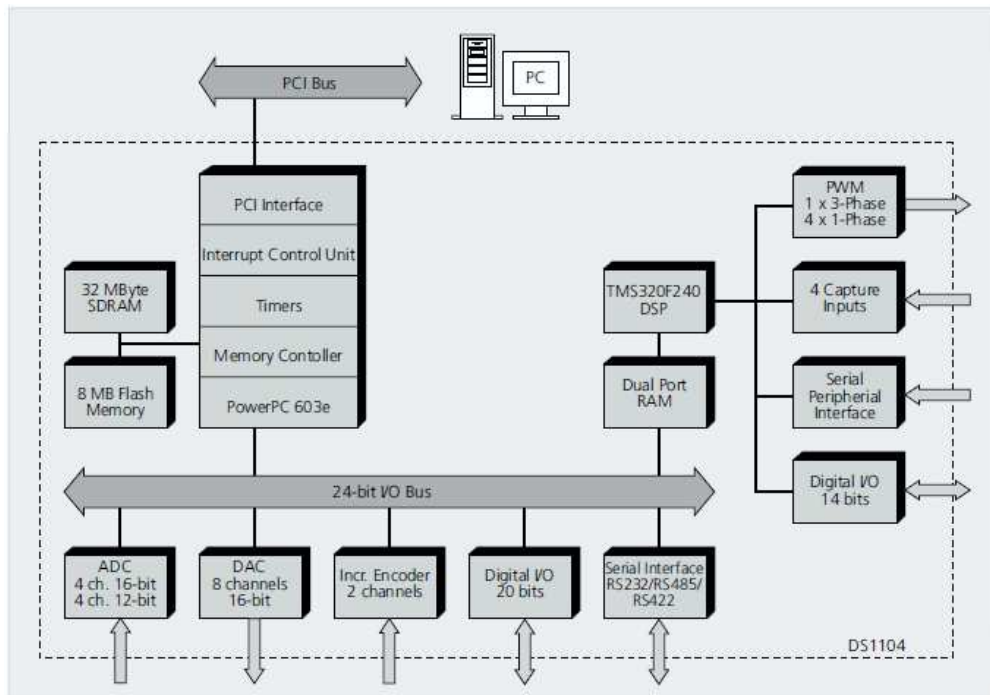 PCI Bus
PC
PCI Interface
Interrupt Control Unit
Timers
Memory Contoller
PowerPC 603e
32 MByte
SDRAM
8 MB Flash
Memory
TMS320F240
DSP
Dual Port
RAM
PWM
1 x 3-Phase
4 x 1-Phase
4 Capture
Inputs
Serial
Peripherial
Interface
Digital I/O
14 bits
24-bit I/O Bus
ADC
4 ch. 16-bit
4 ch. 12-bit
DAC
8 channels
16-bit
Incr. Encoder
2 channels
Digital I/O
20 bits
Serial Interface
RS232/RS485/
RS422
DS1104